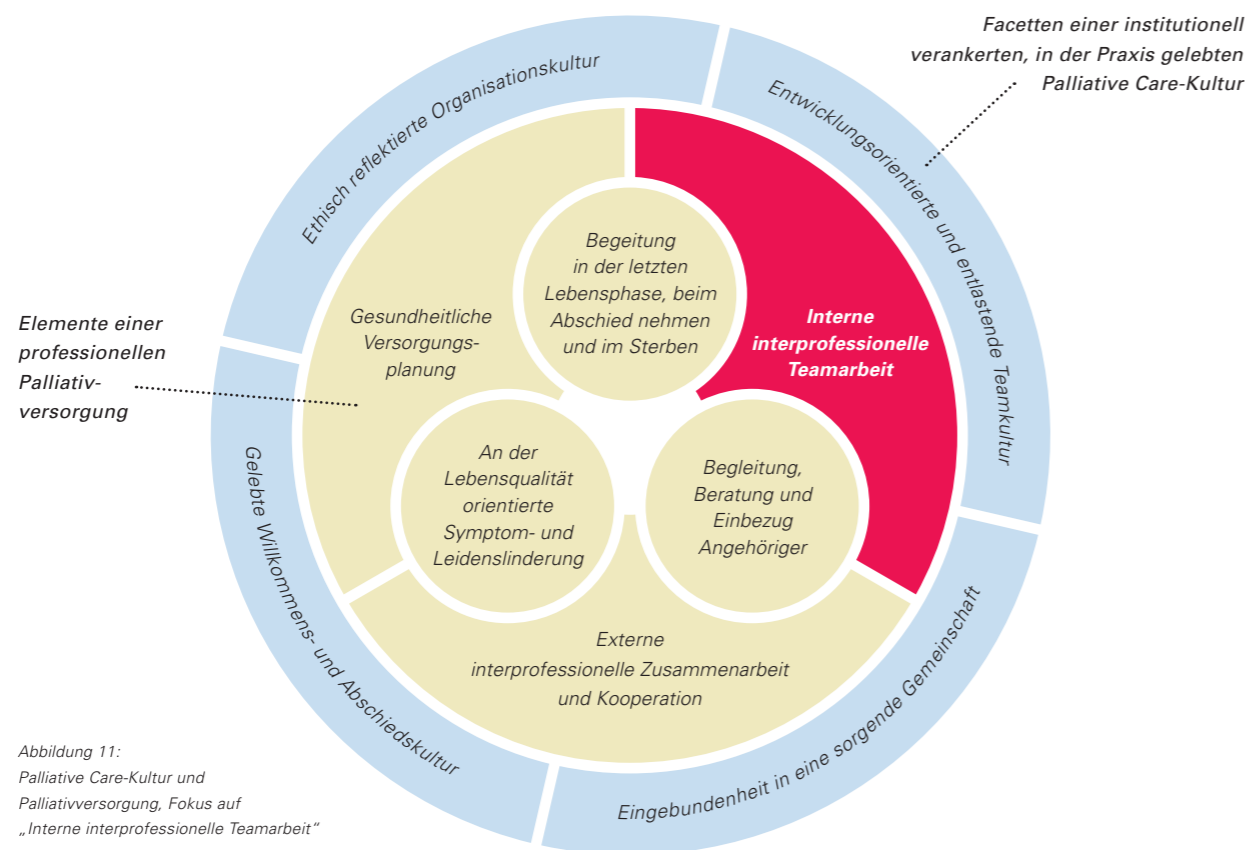 Facetten einer institutionell
verankerten, in der Praxis gelebten
Palliative Care-Kultur
Ethisch reflektierte Organisationskultur
Entwicklungsorientierte und entlastende Teamkultur
Begeitung
in der letzten
Lebensphase, beim
Abschied nehmen
und im Sterben
Gesundheitliche
Versorgungs-
planung
Interne
interprofessionelle
Teamarbeit
Elemente einer
professionellen
Palliativ-
versorgung
An der
Lebensqualität
orientierte
Symptom- und
Leidenslinderung
Begleitung,
Beratung und
Einbezug
Angehöriger
Gelebte Willkommens- und Abschiedskultur
Externe
interprofessionelle Zusammenarbeit
und Kooperation
Eingebundenheit in eine sorgende Gemeinschaft
Abbildung 11:
Palliative Care-Kultur und
Palliativversorgung, Fokus auf
„Interne interprofessionelle Teamarbeit“